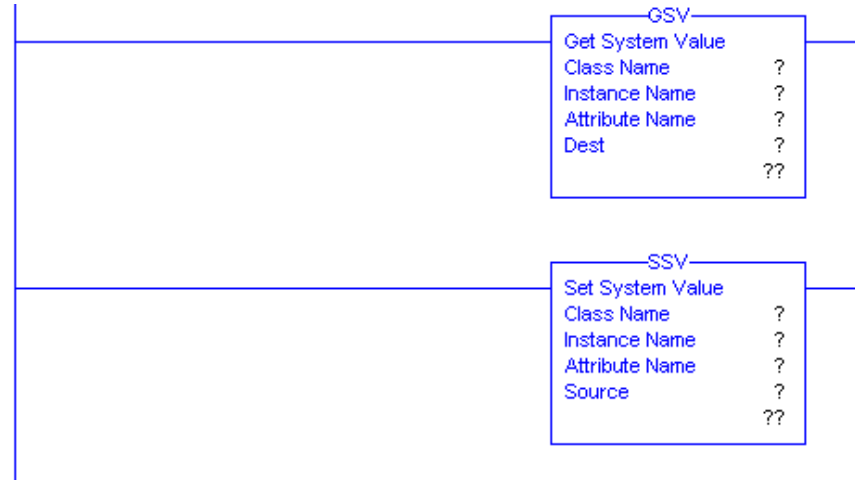 GSV
Get System Value
Class Name ?
Instance Name ?
Attribute Name ?
Dest ?
??
SSV
Set System Value
Class Name ?
Instance Name ?
Attribute Name ?
Source ?
??